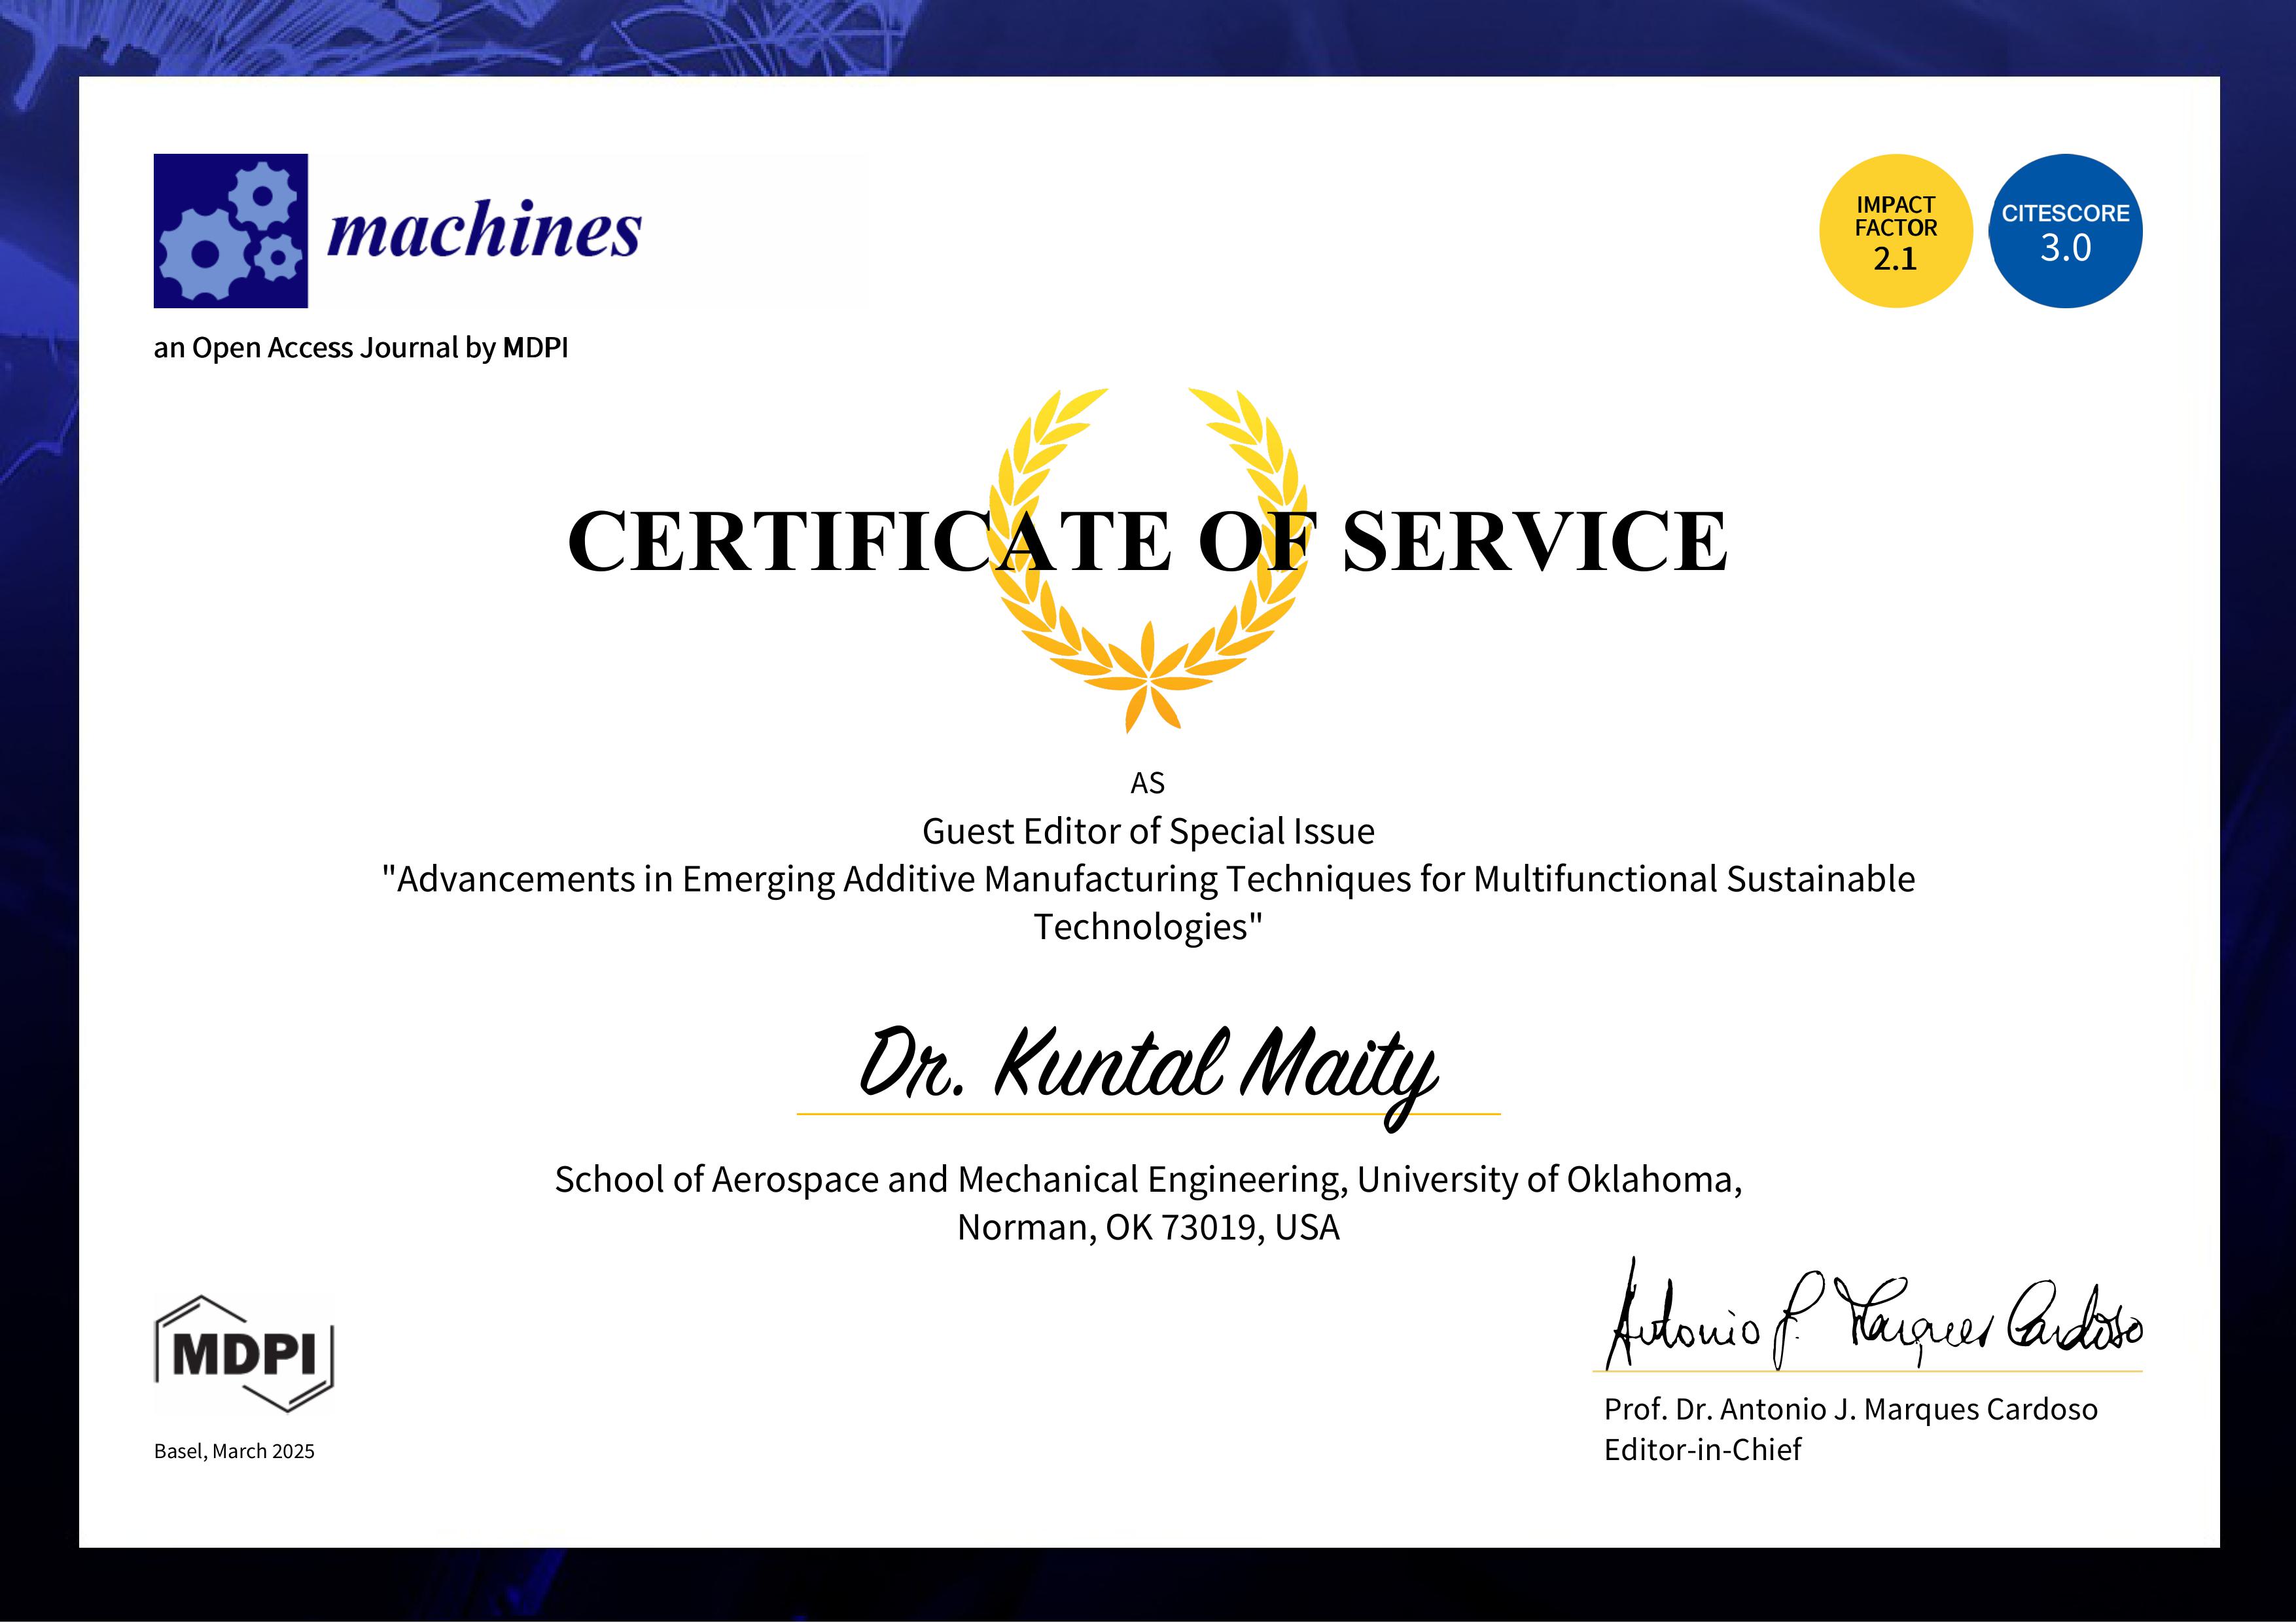 machines
IMPACT
FACTOR
2.1
CITESCORE
3.0
an Open Access Journal by MDPI
CERTIFICATE OF SERVICE
AS
Guest Editor of Special Issue
"Advancements in Emerging Additive Manufacturing Techniques for Multifunctional Sustainable
Technologies"
Dr. Kuntal Maity
School of Aerospace and Mechanical Engineering, University of Oklahoma,
Norman, OK 73019, USA
MDPI
Basel, March 2025
Antonio J. Marques Cardoso
Prof. Dr. Antonio J. Marques Cardoso
Editor-in-Chief